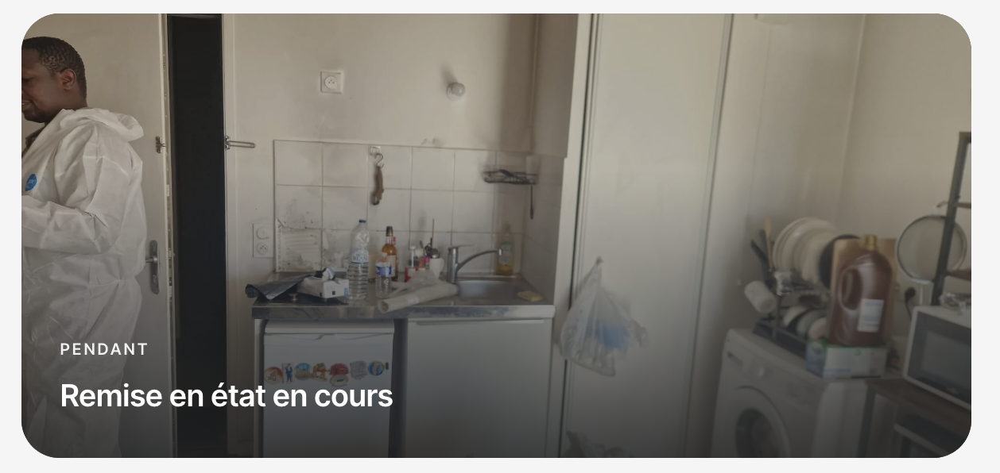 PENDANT
Remise en état en cours